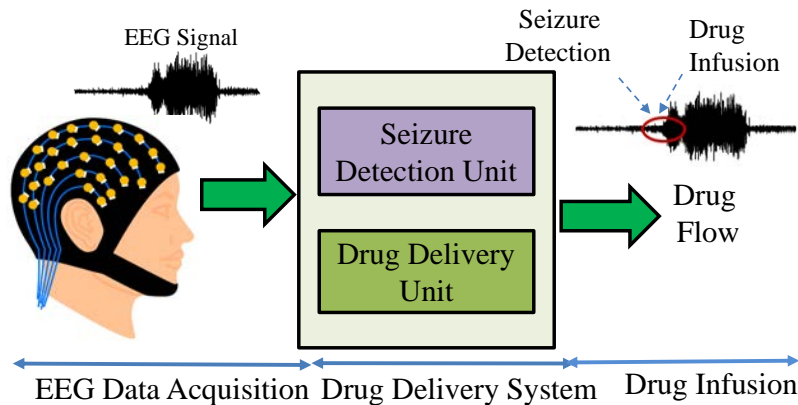 EEG Signal
Seizure
Detection
Drug
Infusion
Seizure
Detection Unit
Drug Delivery
Unit
Drug
Flow
EEG Data Acquisition
Drug Delivery System
Drug Infusion